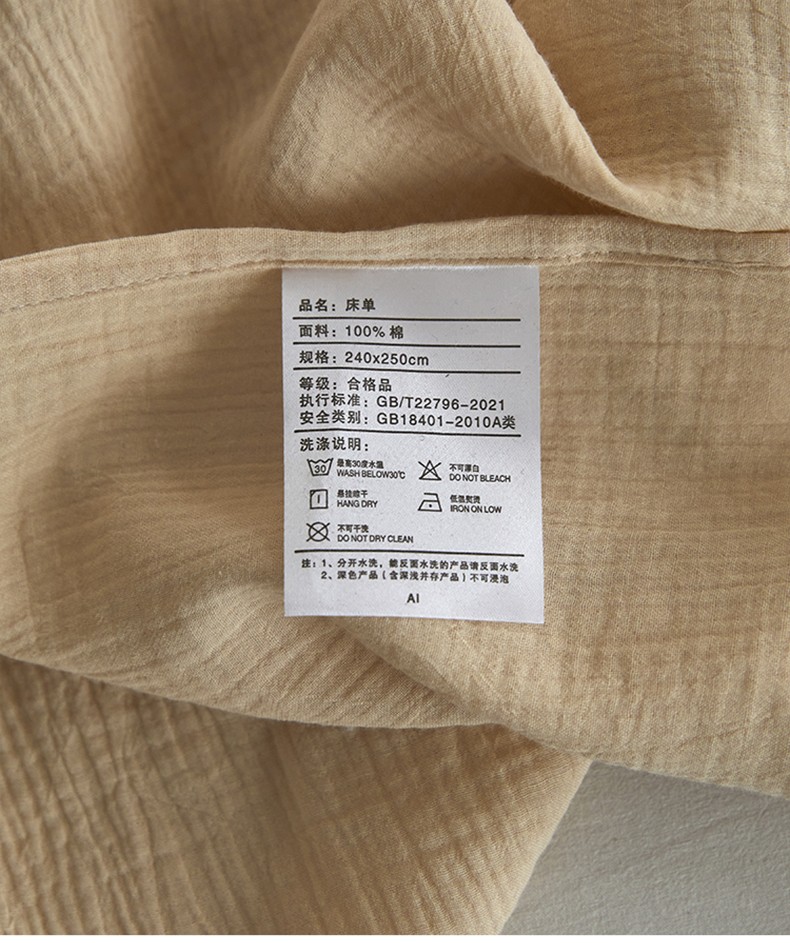 品名：床单
面料：100% 棉
规格：240x250cm
等级：合格品
执行标准：GB/T22796-2021
安全类别：GB18401-2010A类
洗涤说明：
30 最高30度水温
WASH BELOW30℃
不可漂白
DO NOT BLEACH
悬挂晾干
HANG DRY
低温熨烫
IRON ON LOW
不可干洗
DO NOT DRY CLEAN
注：1、分开水洗，能反面水洗的产品请反面水洗
2、深色产品（含深浅并存产品）不可浸泡
AI